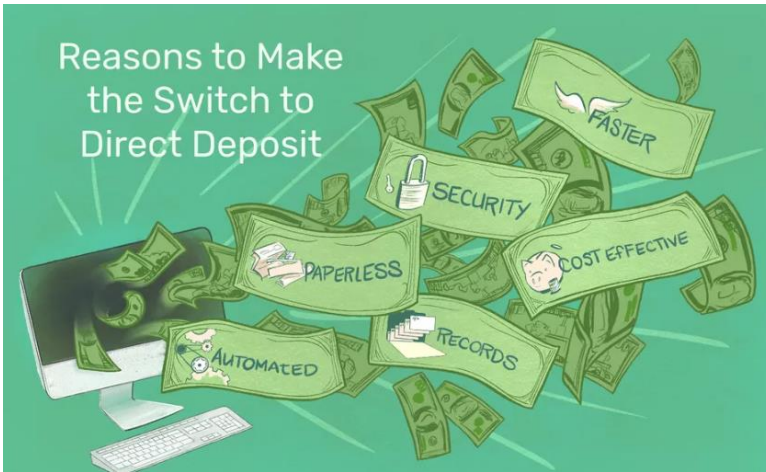 Reasons to Make
the Switch to
Direct Deposit
FASTER
SECURITY
COST EFFECTIVE
PAPERLESS
RECORDS
AUTOMATED